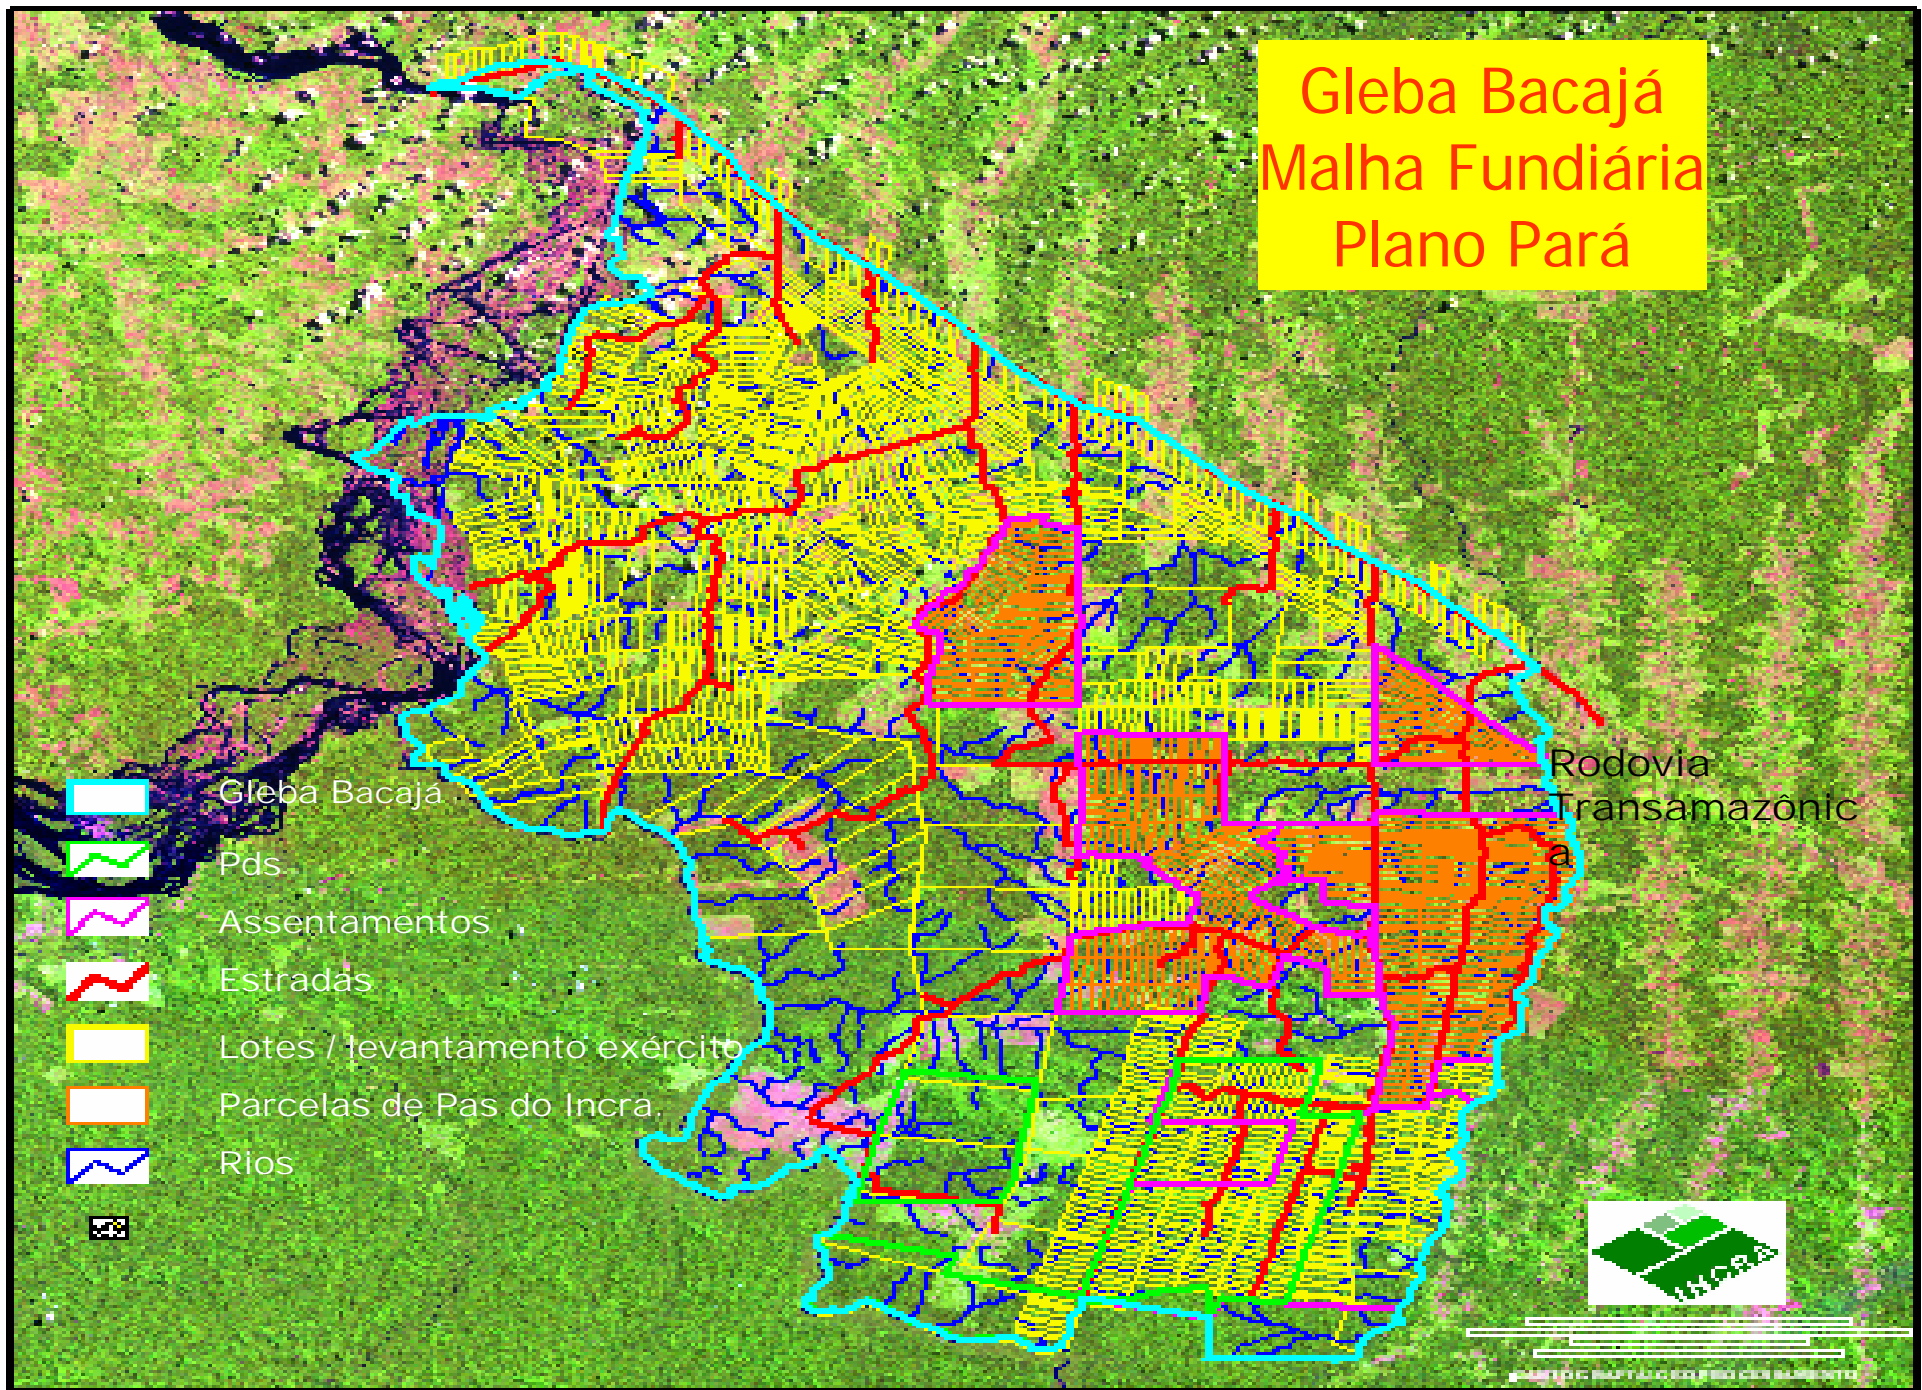 Gleba Bacajá
Malha Fundiária
Plano Pará
Rodovia
Transamazônic
a
Gleba Bacajá
Pds.
Assentamentos
Estradas
Lotes / levantamento exército
Parcelas de Pas do Incra.
Rios
INCRA